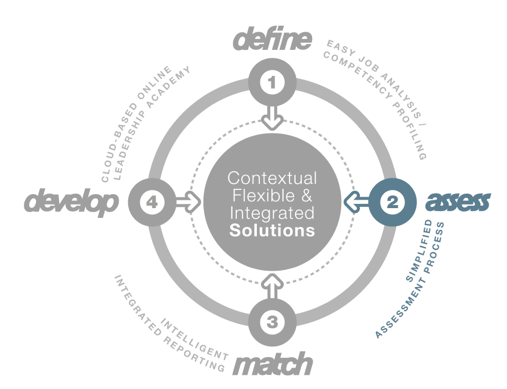 define
EASY JOB ANALYSIS /
COMPETENCY PROFILING
1
CLOUD-BASED ONLINE
LEADERSHIP ACADEMY
Contextual
Flexible &
Integrated
Solutions
develop
4
2
assess
SIMPLIFIED
ASSESSMENT PROCESS
INTELLIGENT
INTEGRATED REPORTING
3
match